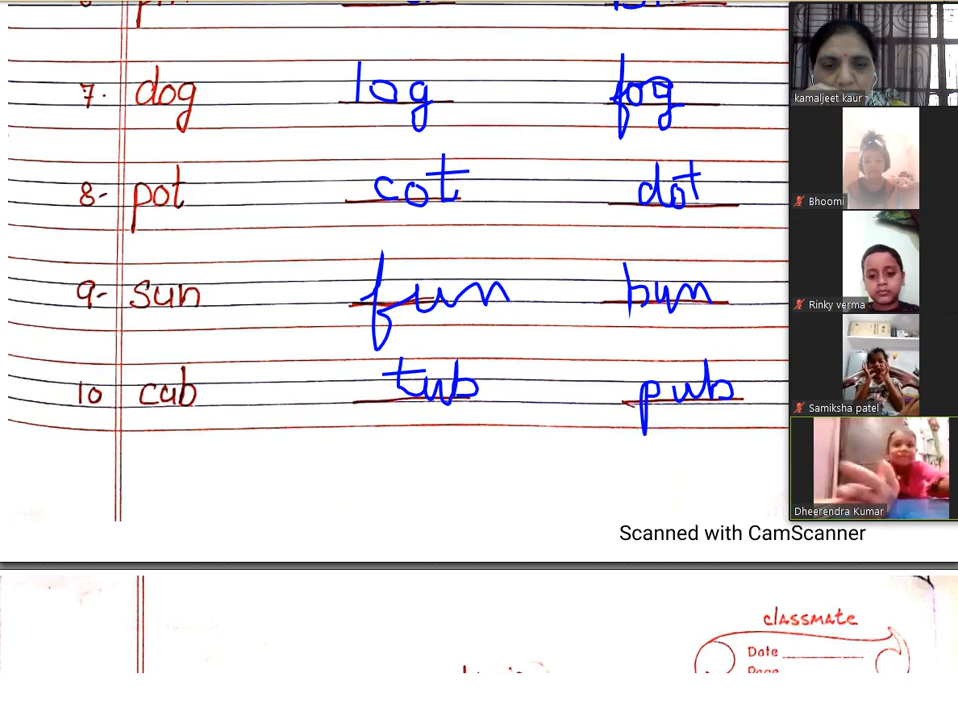 7. dog log fog
8- pot cot dot
9- sun fun bun
10 cub tub pub
Scanned with CamScanner
classmate
Date
Page
kamaljeet kaur
Bhoomi
Rinky verma
Samiksha patel
Dheerendra Kumar